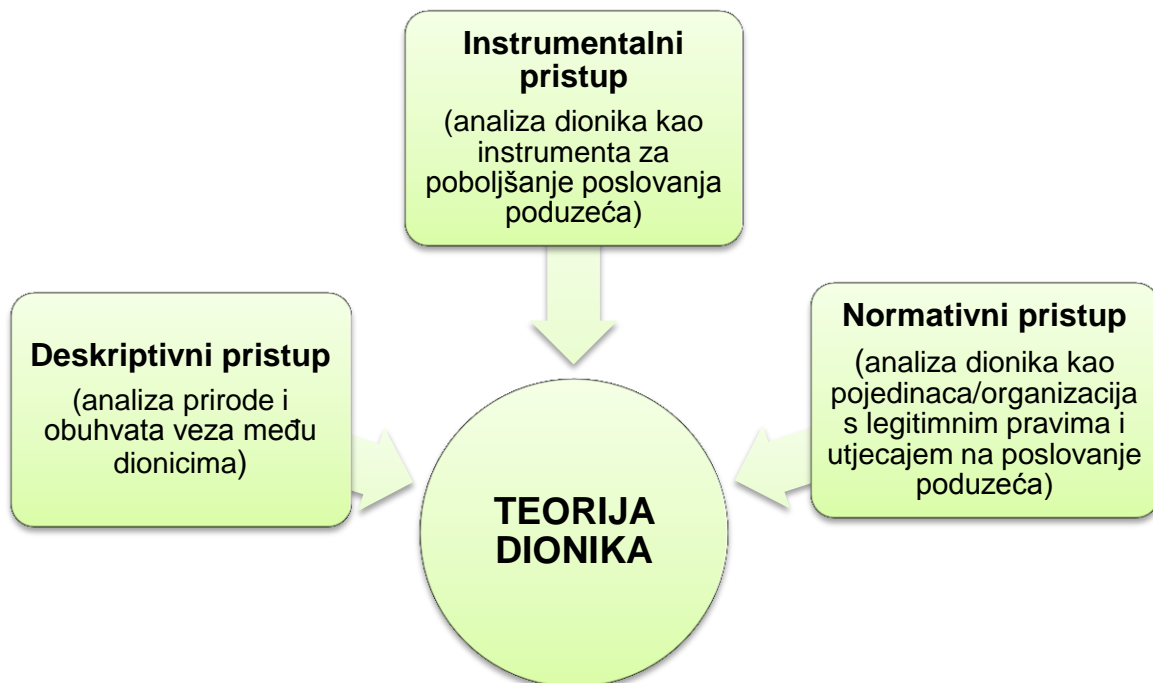 Instrumentalni
pristup
(analiza dionika kao
instrumenta za
poboljšanje poslovanja
poduzeća)
Deskriptivni pristup
(analiza prirode i
obuhvata veza među
dionicima)
Normativni pristup
(analiza dionika kao
pojedinaca/organizacija
s legitimnim pravima i
utjecajem na poslovanje
poduzeća)
TEORIJA
DIONIKA